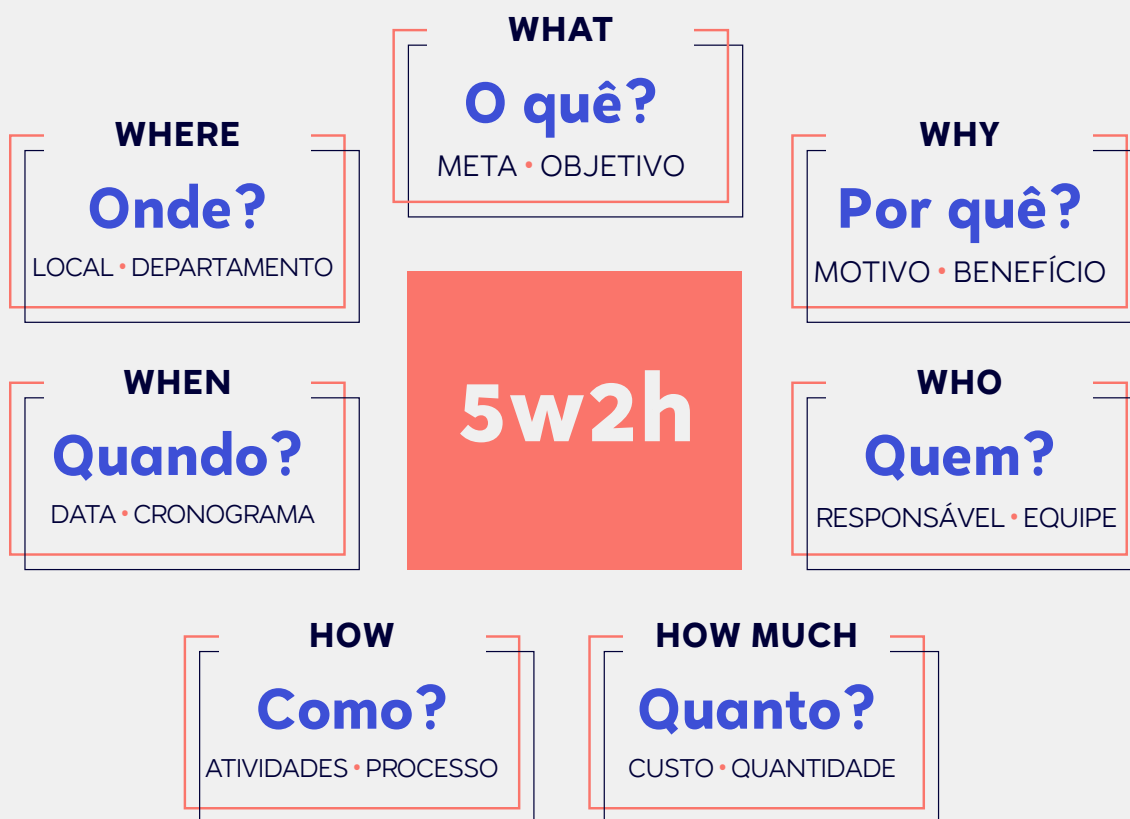 WHAT
O quê?
META • OBJETIVO
WHERE
Onde?
LOCAL • DEPARTAMENTO
WHY
Por quê?
MOTIVO • BENEFÍCIO
5w2h
WHEN
Quando?
DATA • CRONOGRAMA
WHO
Quem?
RESPONSÁVEL • EQUIPE
HOW
Como?
ATIVIDADES • PROCESSO
HOW MUCH
Quanto?
CUSTO • QUANTIDADE